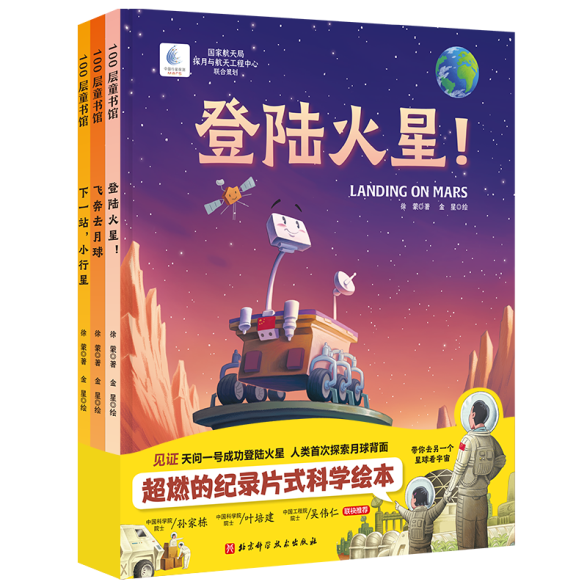 100层童书馆
下一站，小行星
徐 蒙◎著 金 星◎绘
100层童书馆
飞奔去月球
徐 蒙◎著 金 星◎绘
100层童书馆
登陆火星！
徐 蒙◎著 金 星◎绘
国家航天局
探月与航天工程中心
联合策划
登陆火星！
LANDING ON MARS
徐 蒙◎著 金 星◎绘
见证 天问一号成功登陆火星 人类首次探索月球背面
超燃的纪录片式科学绘本
带你去另一个
星球看宇宙
中国科学院
院士/孙家栋
中国科学院
院士/叶培建
中国工程院
院士/吴伟仁
联袂推荐
北京科学技术出版社